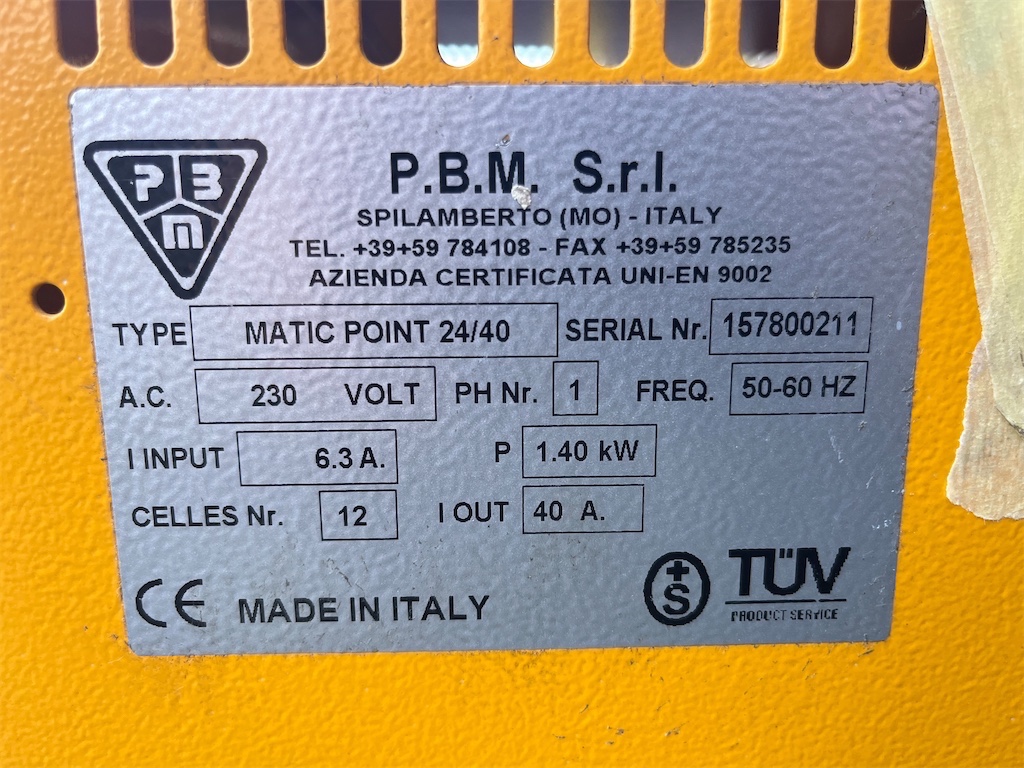 P B M
P.B.M. S.r.l.
SPILAMBERTO (MO) - ITALY
TEL. +39+59 784108 - FAX +39+59 785235
AZIENDA CERTIFICATA UNI-EN 9002
TYPE MATIC POINT 24/40 SERIAL Nr. 157800211
A.C. 230 VOLT PH Nr. 1 FREQ. 50-60 HZ
I INPUT 6.3 A. P 1.40 kW
CELLES Nr. 12 I OUT 40 A.
CE MADE IN ITALY +S TÜV
PRODUCT SERVICE